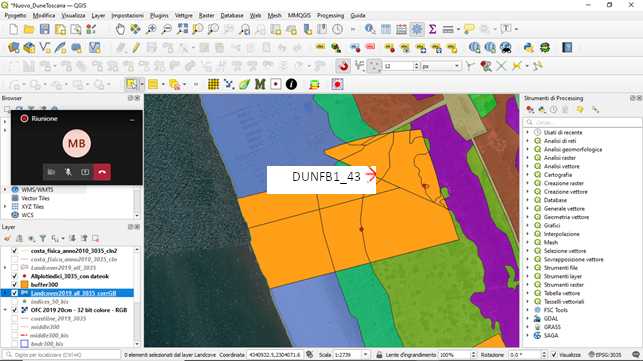 *Nuovo_DuneToscana — QGIS
Progetto Modifica Visualizza Layer Impostazioni Plugins Vettore Raster Database Web Mesh MMQGIS Processing Guida
12 px
Browser
Riunione
MB
WMS/WMTS
Vector Tiles
XYZ Tiles
WCS
Layer
costa_fisica_anno2010_3035_cln2
costa_fisica_anno2010_3035
Landcover2019_all_3035
Allplotindici_3035_con dateok
buffer300
Landcover2019_all_3035_corrGB
indices_50_bis
OFC 2019 20cm - 32 bit colore - RGB
coastline_2019_3035
middle300
middle300_bis
bndr300_bis
DUNFB1_43
Strumenti di Processing
Cerca...
Usati di recente
Analisi di reti
Analisi geomorfologica
Analisi raster
Analisi vettore
Cartografia
Creazione raster
Creazione vettore
Database
Generale vettore
Geometria vettore
Grafici
Interpolazione
Mesh
Selezione vettore
Sovrapposizione vettore
Strumenti file
Strumenti layer
Strumenti raster
Tabella vettore
Tasselli vettoriali
FSC Tools
GDAL
GRASS
SAGA
Digita per localizzare (Ctrl+K) 0 elementi selezionati dal layer Landcove Coordinata 4340932.5,2304071.6 Scala 1:2739 Lente d'ingrandimento 100% Rotazione 0.0 ° Visualizza EPSG:3035